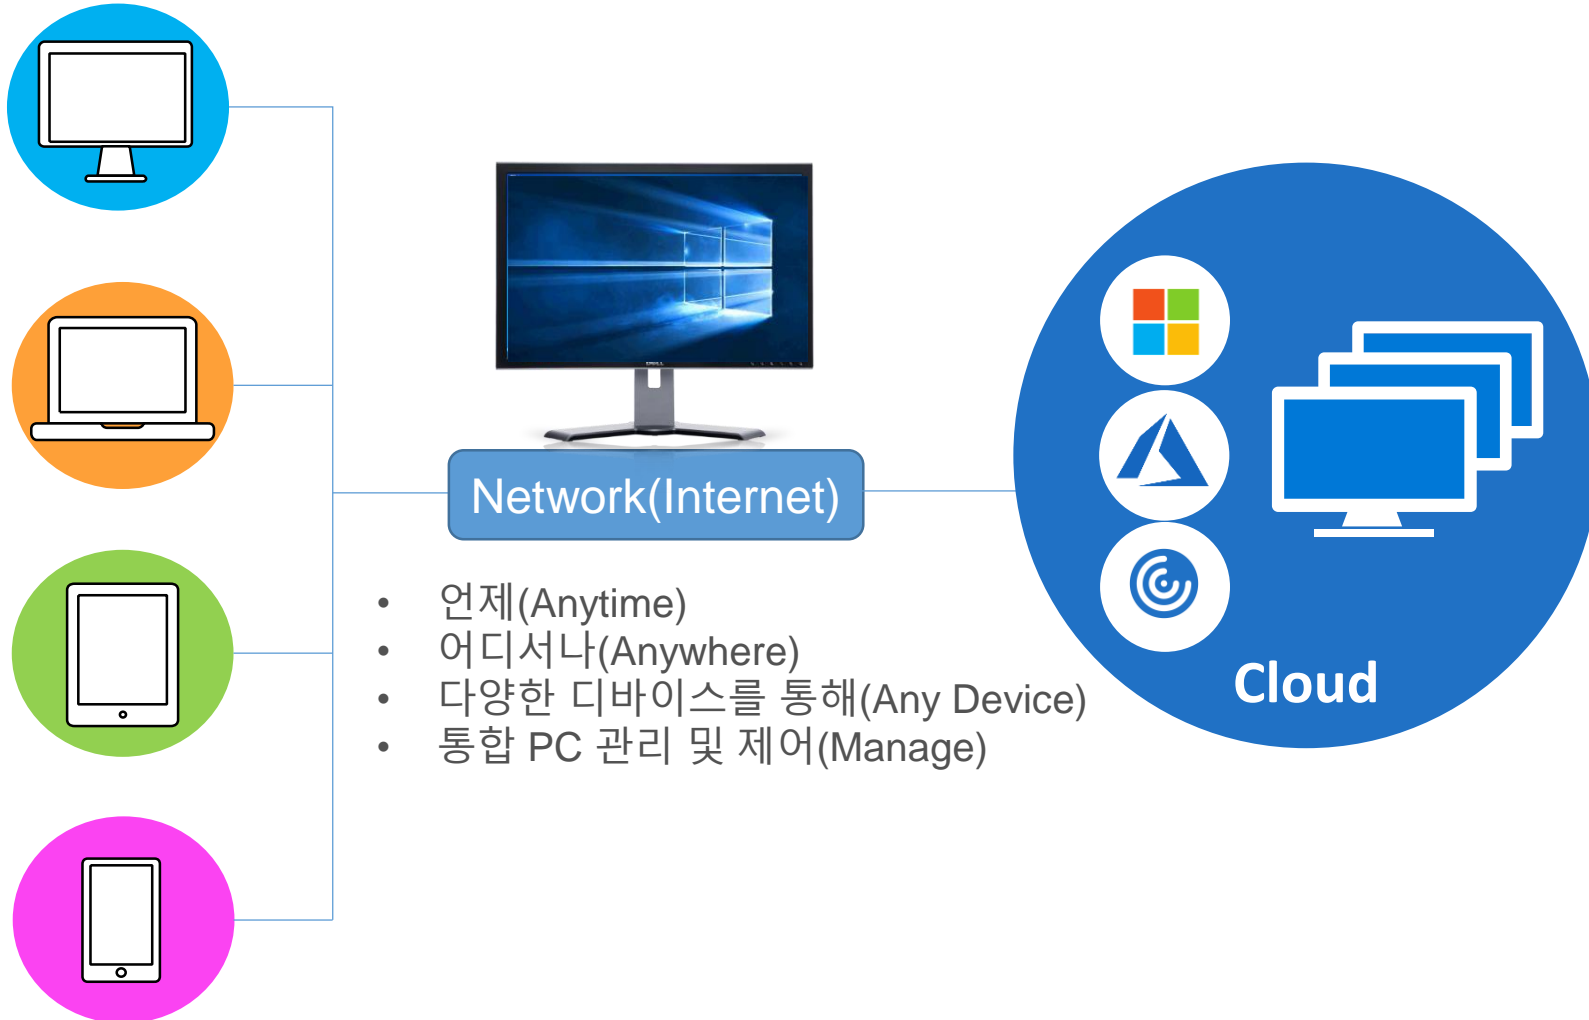 Network(Internet)
• 언제(Anytime)
• 어디서나(Anywhere)
• 다양한 디바이스를 통해(Any Device)
• 통합 PC 관리 및 제어(Manage)
Cloud